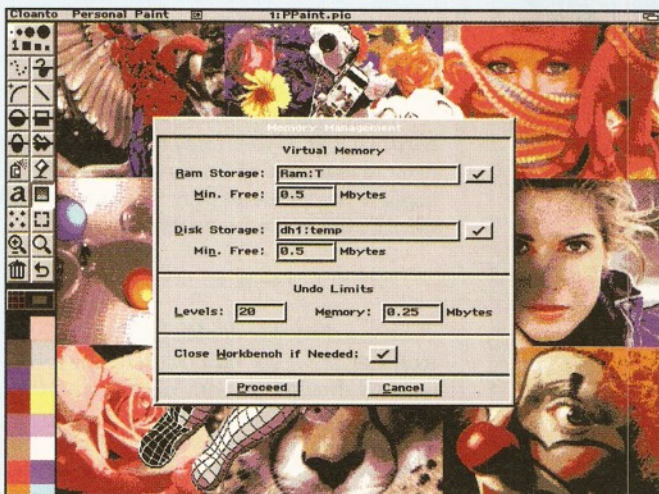 Cloanto Personal Paint 1:PPaint.pic
Memory Management
Virtual Memory
Ram Storage: Ram:T
Min. Free: 0.5 Mbytes
Disk Storage: dh1:temp
Min. Free: 0.5 Mbytes
Undo Limits
Levels: 20 Memory: 0.25 Mbytes
Close Workbench if Needed:
Proceed Cancel
1
a